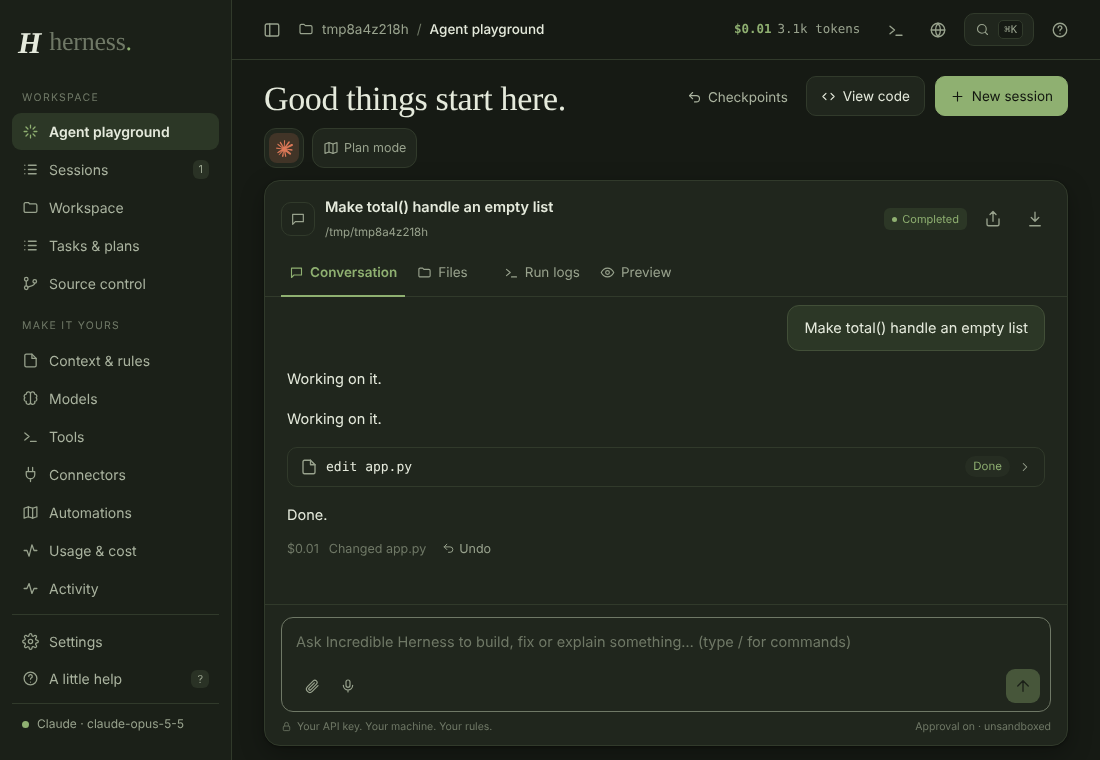 H herness.
WORKSPACE
Agent playground
Sessions 1
Workspace
Tasks & plans
Source control
MAKE IT YOURS
Context & rules
Models
Tools
Connectors
Automations
Usage & cost
Activity
Settings
A little help ?
Claude · claude-opus-5-5
tmp8a4z218h / Agent playground
$0.01 3.1k tokens
⌘K
Good things start here.
Checkpoints
View code
New session
Plan mode
Make total() handle an empty list
/tmp/tmp8a4z218h
Completed
Conversation Files Run logs Preview
Make total() handle an empty list
Working on it.
Working on it.
edit app.py Done
Done.
$0.01 Changed app.py Undo
Ask Incredible Herness to build, fix or explain something... (type / for commands)
Your API key. Your machine. Your rules.
Approval on · unsandboxed